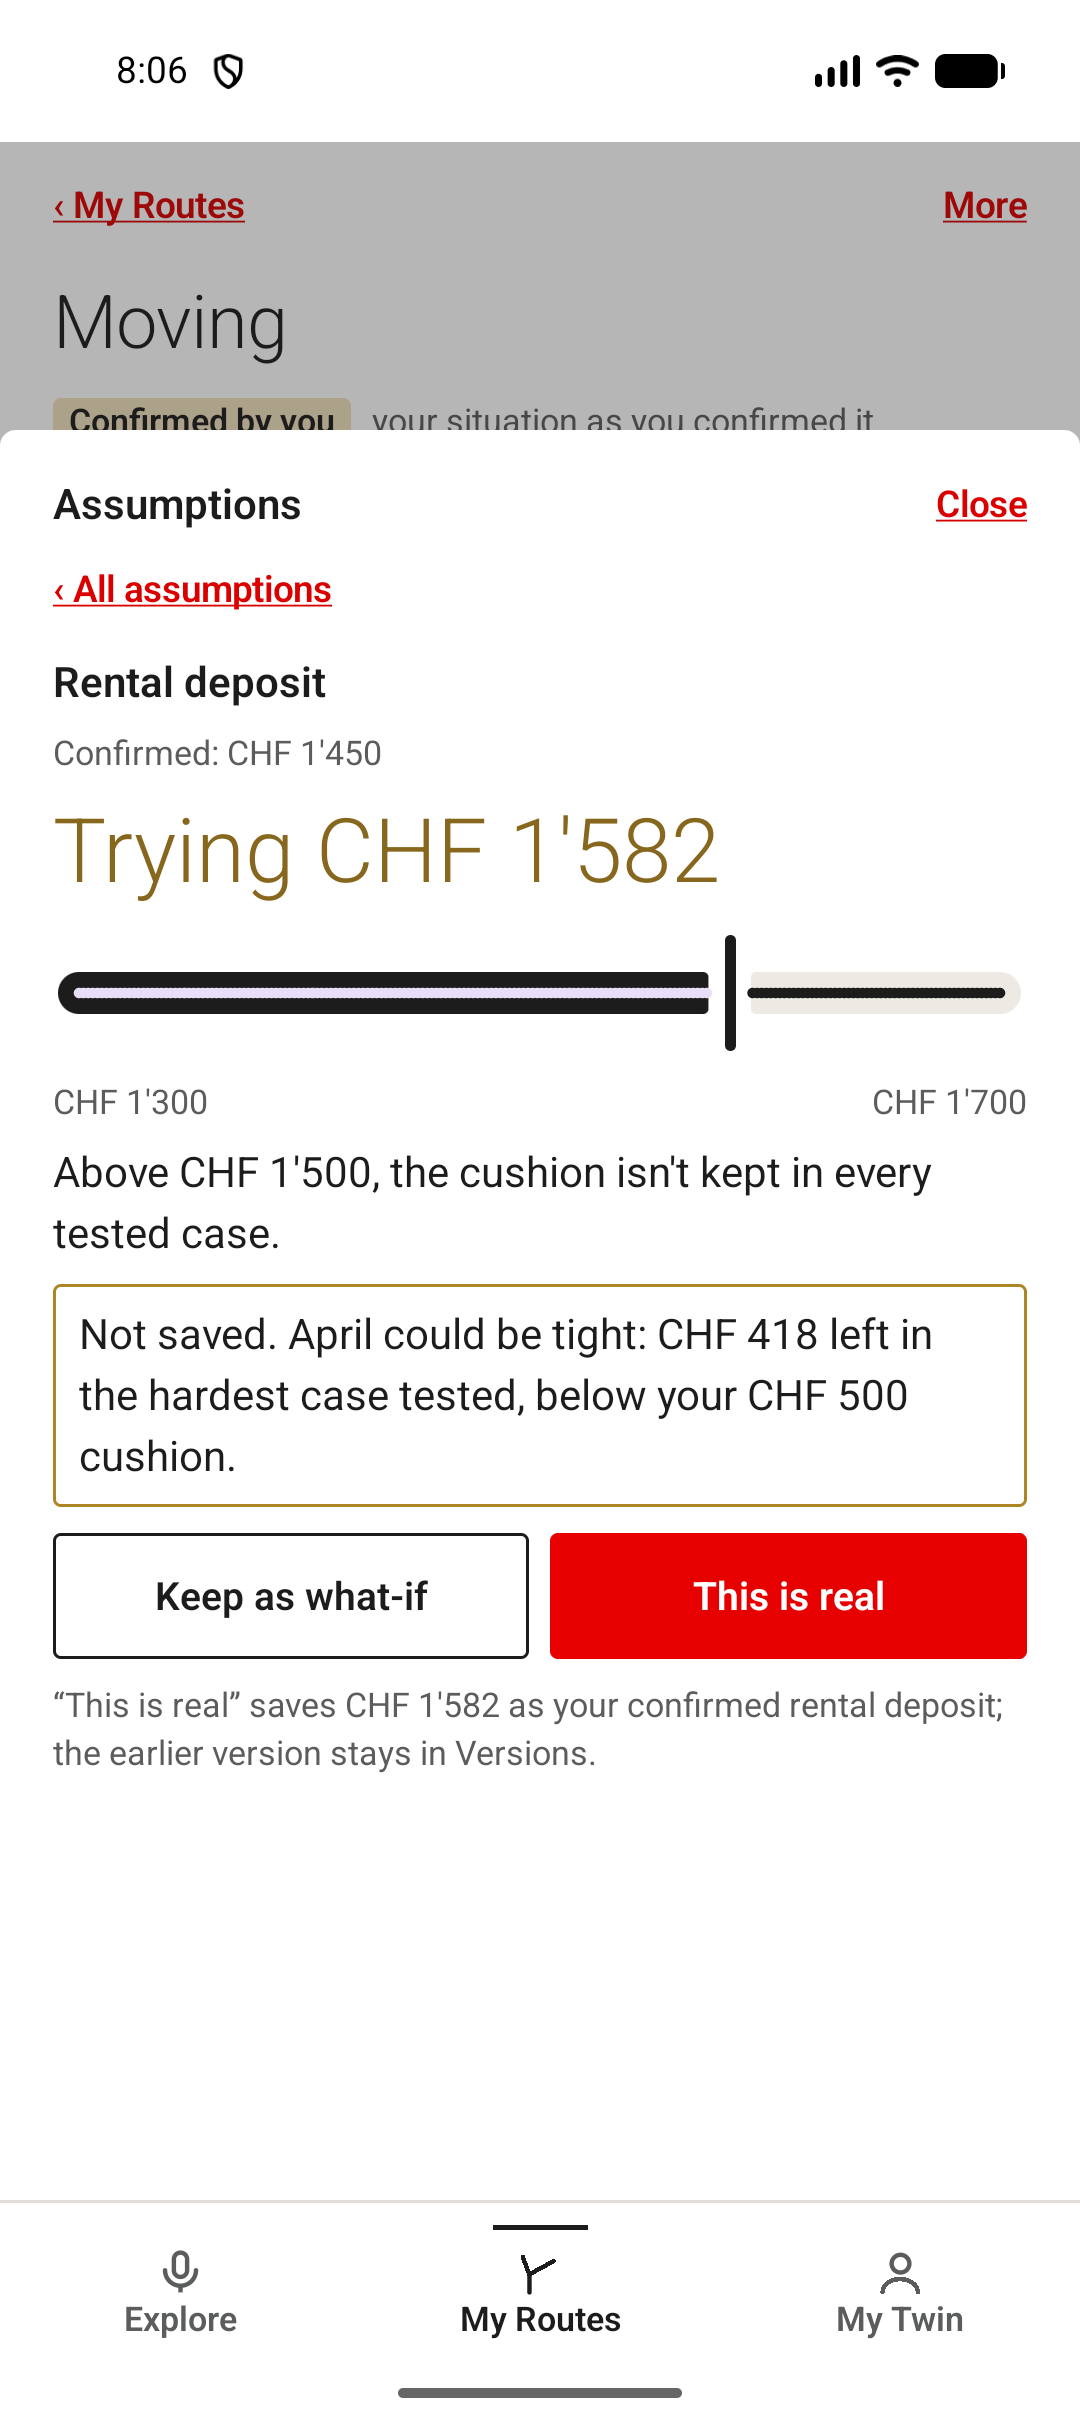 8:06
‹ My Routes
More
Moving
Confirmed by you your situation as you confirmed it
Assumptions
Close
‹ All assumptions
Rental deposit
Confirmed: CHF 1'450
Trying CHF 1'582
CHF 1'300
CHF 1'700
Above CHF 1'500, the cushion isn't kept in every
tested case.
Not saved. April could be tight: CHF 418 left in
the hardest case tested, below your CHF 500
cushion.
Keep as what-if
This is real
“This is real” saves CHF 1'582 as your confirmed rental deposit;
the earlier version stays in Versions.
Explore
My Routes
My Twin